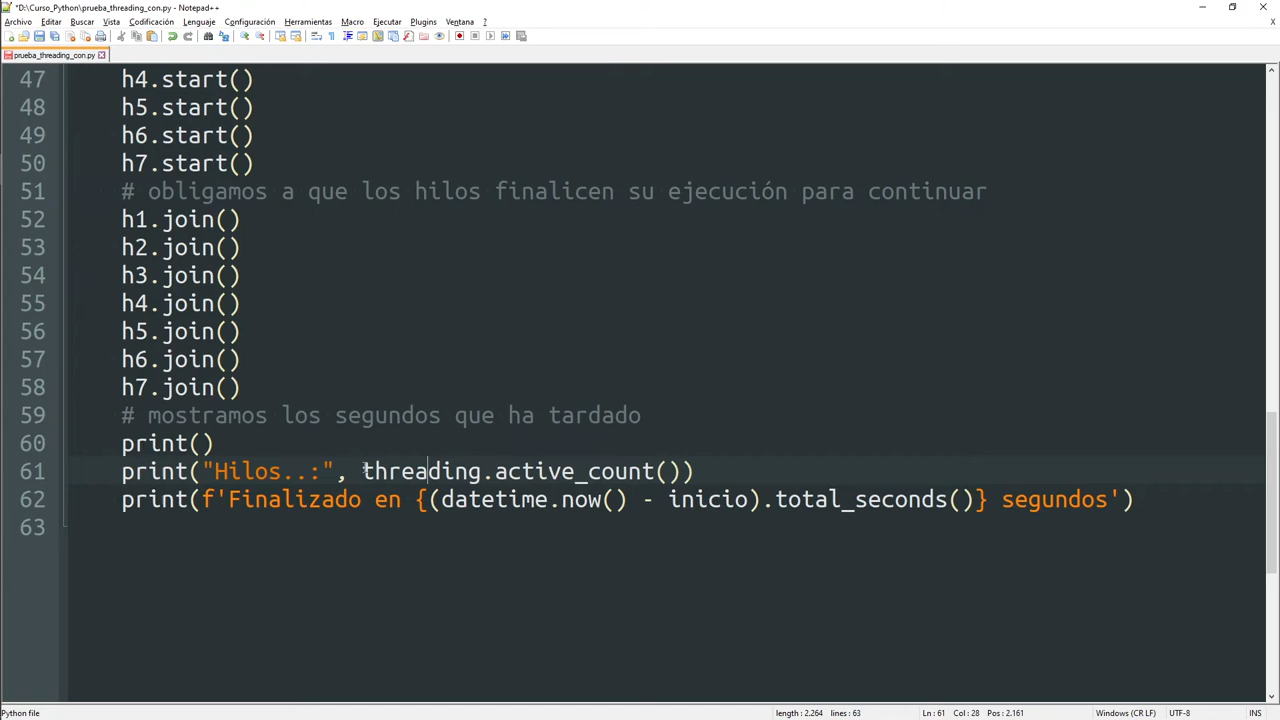 *D:\Curso_Python\prueba_threading_con.py - Notepad++
Archivo Editar Buscar Vista Codificación Lenguaje Configuración Herramientas Macro Ejecutar Plugins Ventana ? X
prueba_threading_con.py
47 h4.start()
48 h5.start()
49 h6.start()
50 h7.start()
51 # obligamos a que los hilos finalicen su ejecución para continuar
52 h1.join()
53 h2.join()
54 h3.join()
55 h4.join()
56 h5.join()
57 h6.join()
58 h7.join()
59 # mostramos los segundos que ha tardado
60 print()
61 print("Hilos..:", threading.active_count())
62 print(f'Finalizado en {(datetime.now() - inicio).total_seconds()} segundos')
63
Python file length : 2.264 lines : 63 Ln : 61 Col : 28 Pos : 2.161 Windows (CR LF) UTF-8 INS